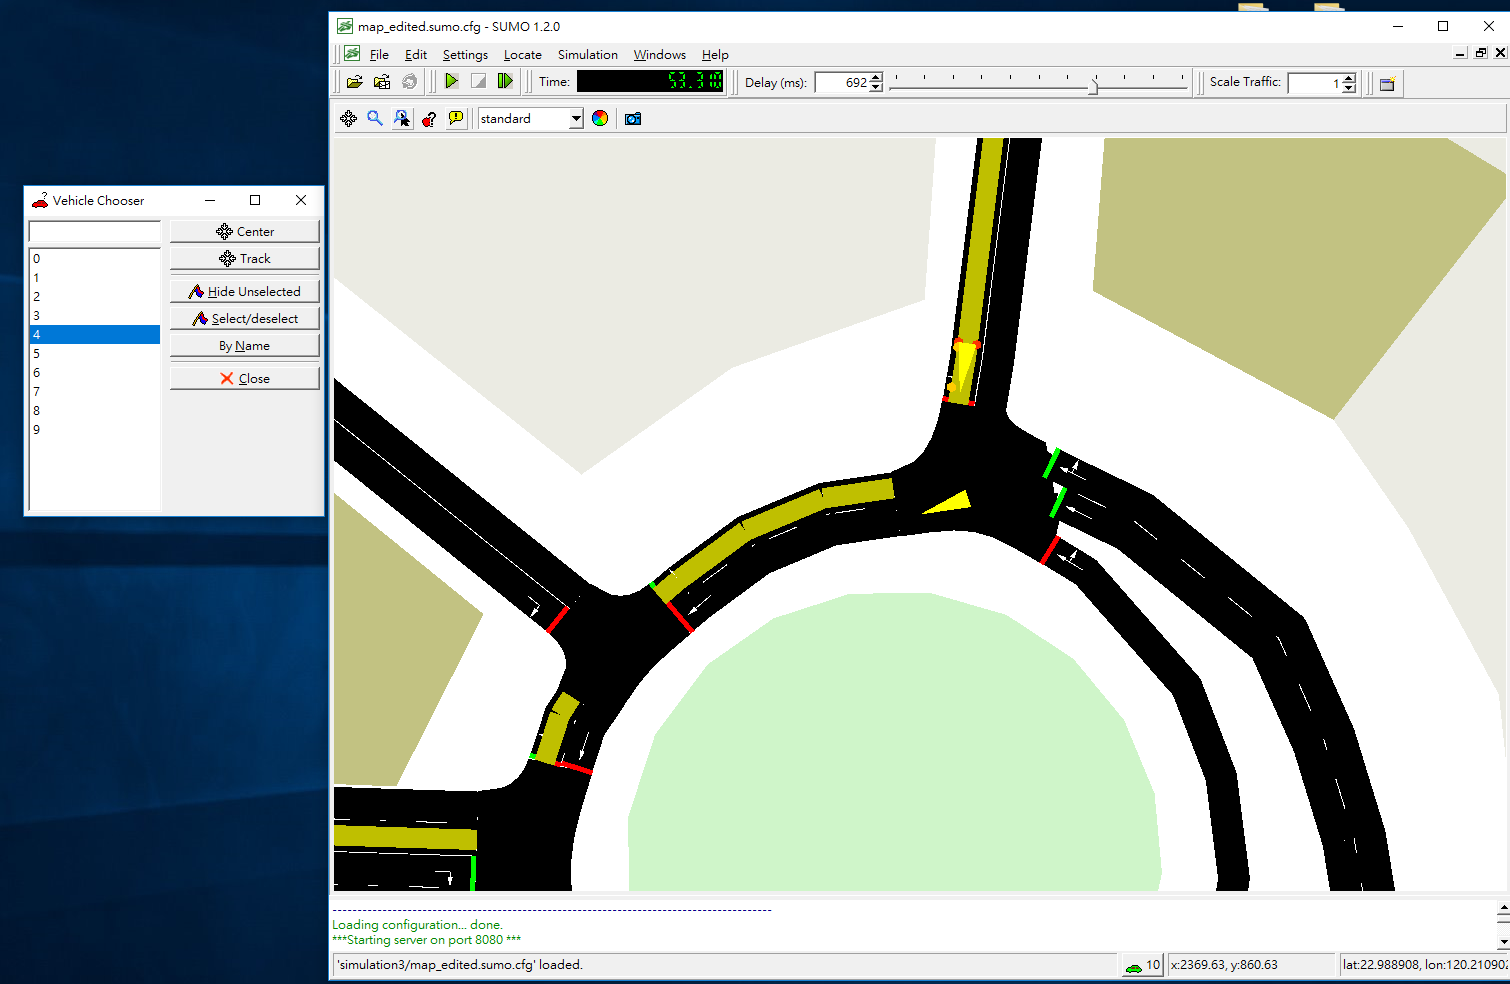 map_edited.sumo.cfg - SUMO 1.2.0
File Edit Settings Locate Simulation Windows Help
Time: 53.310 Delay (ms): 692 Scale Traffic: 1
standard
Vehicle Chooser
Center
Track
Hide Unselected
Select/deselect
By Name
Close
0
1
2
3
4
5
6
7
8
9
Loading configuration... done.
***Starting server on port 8080 ***
'simulation3/map_edited.sumo.cfg' loaded.
10
x:2369.63, y:860.63
lat:22.988908, lon:120.210902